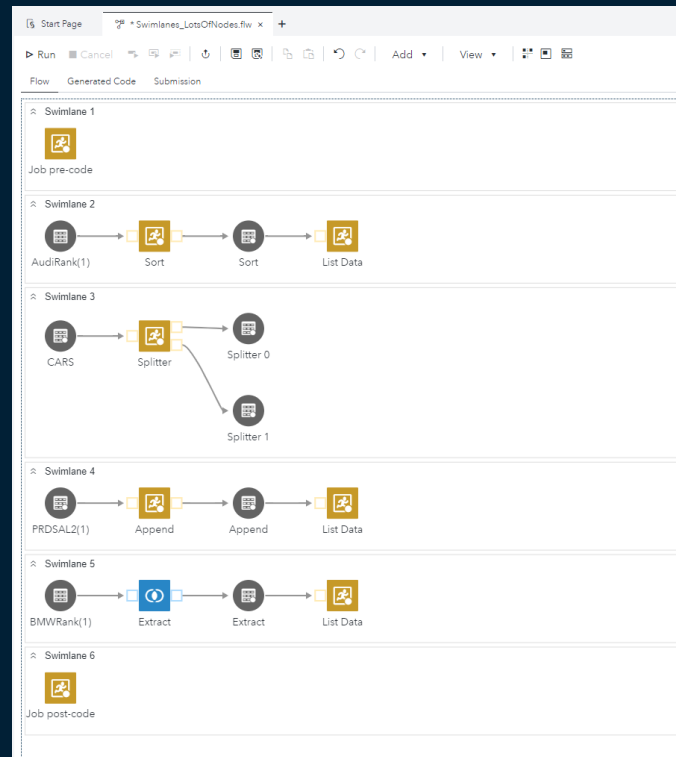 Start Page
* Swimlanes_LotsOfNodes.flw × +
Run Cancel Add View
Flow Generated Code Submission
Swimlane 1
Job pre-code
Swimlane 2
AudiRank(1) Sort Sort List Data
Swimlane 3
CARS Splitter Splitter 0
Splitter 1
Swimlane 4
PRDSAL2(1) Append Append List Data
Swimlane 5
BMWRank(1) Extract Extract List Data
Swimlane 6
Job post-code